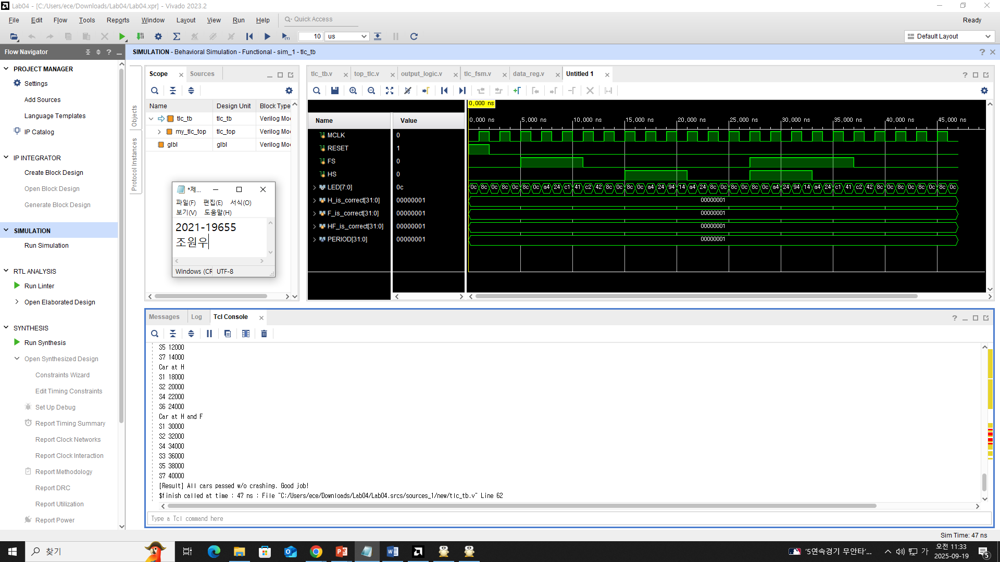 Lab04 - [C:/Users/ece/Downloads/Lab04/Lab04.xpr] - Vivado 2023.2
File Edit Flow Tools Reports Window Layout View Run Help Quick Access Ready
10 us Default Layout
Flow Navigator
SIMULATION - Behavioral Simulation - Functional - sim_1 - tlc_tb
PROJECT MANAGER
Settings
Add Sources
Language Templates
IP Catalog
IP INTEGRATOR
Create Block Design
Open Block Design
Generate Block Design
SIMULATION
Run Simulation
RTL ANALYSIS
Run Linter
Open Elaborated Design
SYNTHESIS
Run Synthesis
Open Synthesized Design
Constraints Wizard
Edit Timing Constraints
Set Up Debug
Report Timing Summary
Report Clock Networks
Report Clock Interaction
Report Methodology
Report DRC
Report Utilization
Report Power
Objects
Protocol Instances
Scope Sources
Name Design Unit Block Type
tlc_tb tlc_tb Verilog Mo
my_tlc_top tlc_top Verilog Mo
glbl glbl Verilog Mo
*제...
파일(F) 편집(E) 서식(O)
보기(V) 도움말(H)
2021-19655
조원우
Windows (CR UTF-8
tlc_tb.v top_tlc.v output_logic.v tlc_fsm.v data_reg.v Untitled 1
0.000 ns
Name Value 0.000 ns 5.000 ns 10.000 ns 15.000 ns 20.000 ns 25.000 ns 30.000 ns 35.000 ns 40.000 ns 45.000 ns
MCLK 0
RESET 1
FS 0
HS 0
LED[7:0] 0c 0c 8c 0c 8c 0c 8c 0c a4 24 c1 41 c2 42 8c 0c 8c 0c a4 24 94 14 a4 24 8c 0c 8c 0c 8c 0c a4 24 94 14 a4 24 c1 41 c2 42 8c 0c 8c 0c 8c 0c 8c 0c
H_is_correct[31:0] 00000001 00000001
F_is_correct[31:0] 00000001 00000001
HF_is_correct[31:0] 00000001 00000001
PERIOD[31:0] 00000001 00000001
Messages Log Tcl Console
S5 12000
S7 14000
Car at H
S1 18000
S2 20000
S4 22000
S6 24000
Car at H and F
S1 30000
S2 32000
S4 34000
S3 36000
S5 38000
S7 40000
[Result] All cars passed w/o crashing. Good job!
$finish called at time : 47 ns : File "C:/Users/ece/Downloads/Lab04/Lab04.srcs/sources_1/new/tlc_tb.v" Line 62
Type a Tcl command here
Sim Time: 47 ns
찾기
'5연속경기 무안타'...
가
오전 11:33
2025-09-19
5